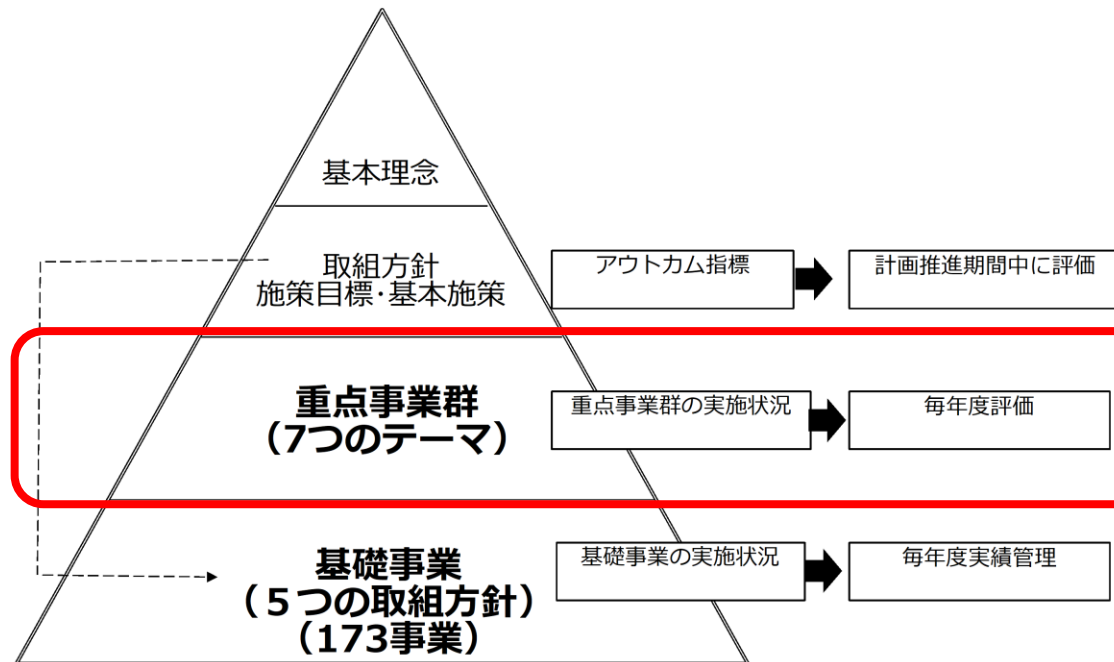 基本理念
取組方針
施策目標・基本施策
アウトカム指標
計画推進期間中に評価
重点事業群
（7つのテーマ）
重点事業群の実施状況
毎年度評価
基礎事業
（５つの取組方針）
（173事業）
基礎事業の実施状況
毎年度実績管理